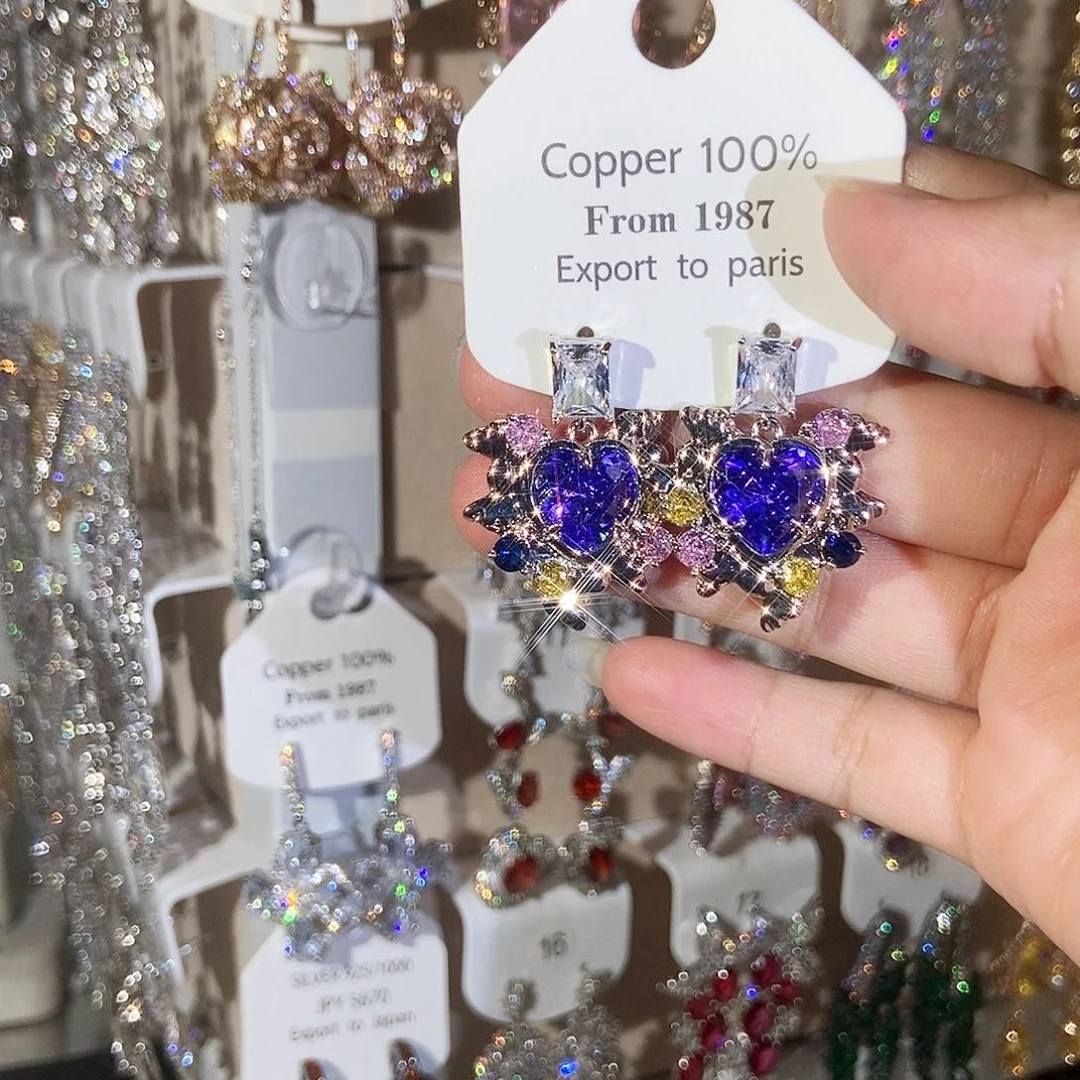 Copper 100%
From 1987
Export to paris
Copper 100%
From 1987
Export to paris
Export to Japan
16